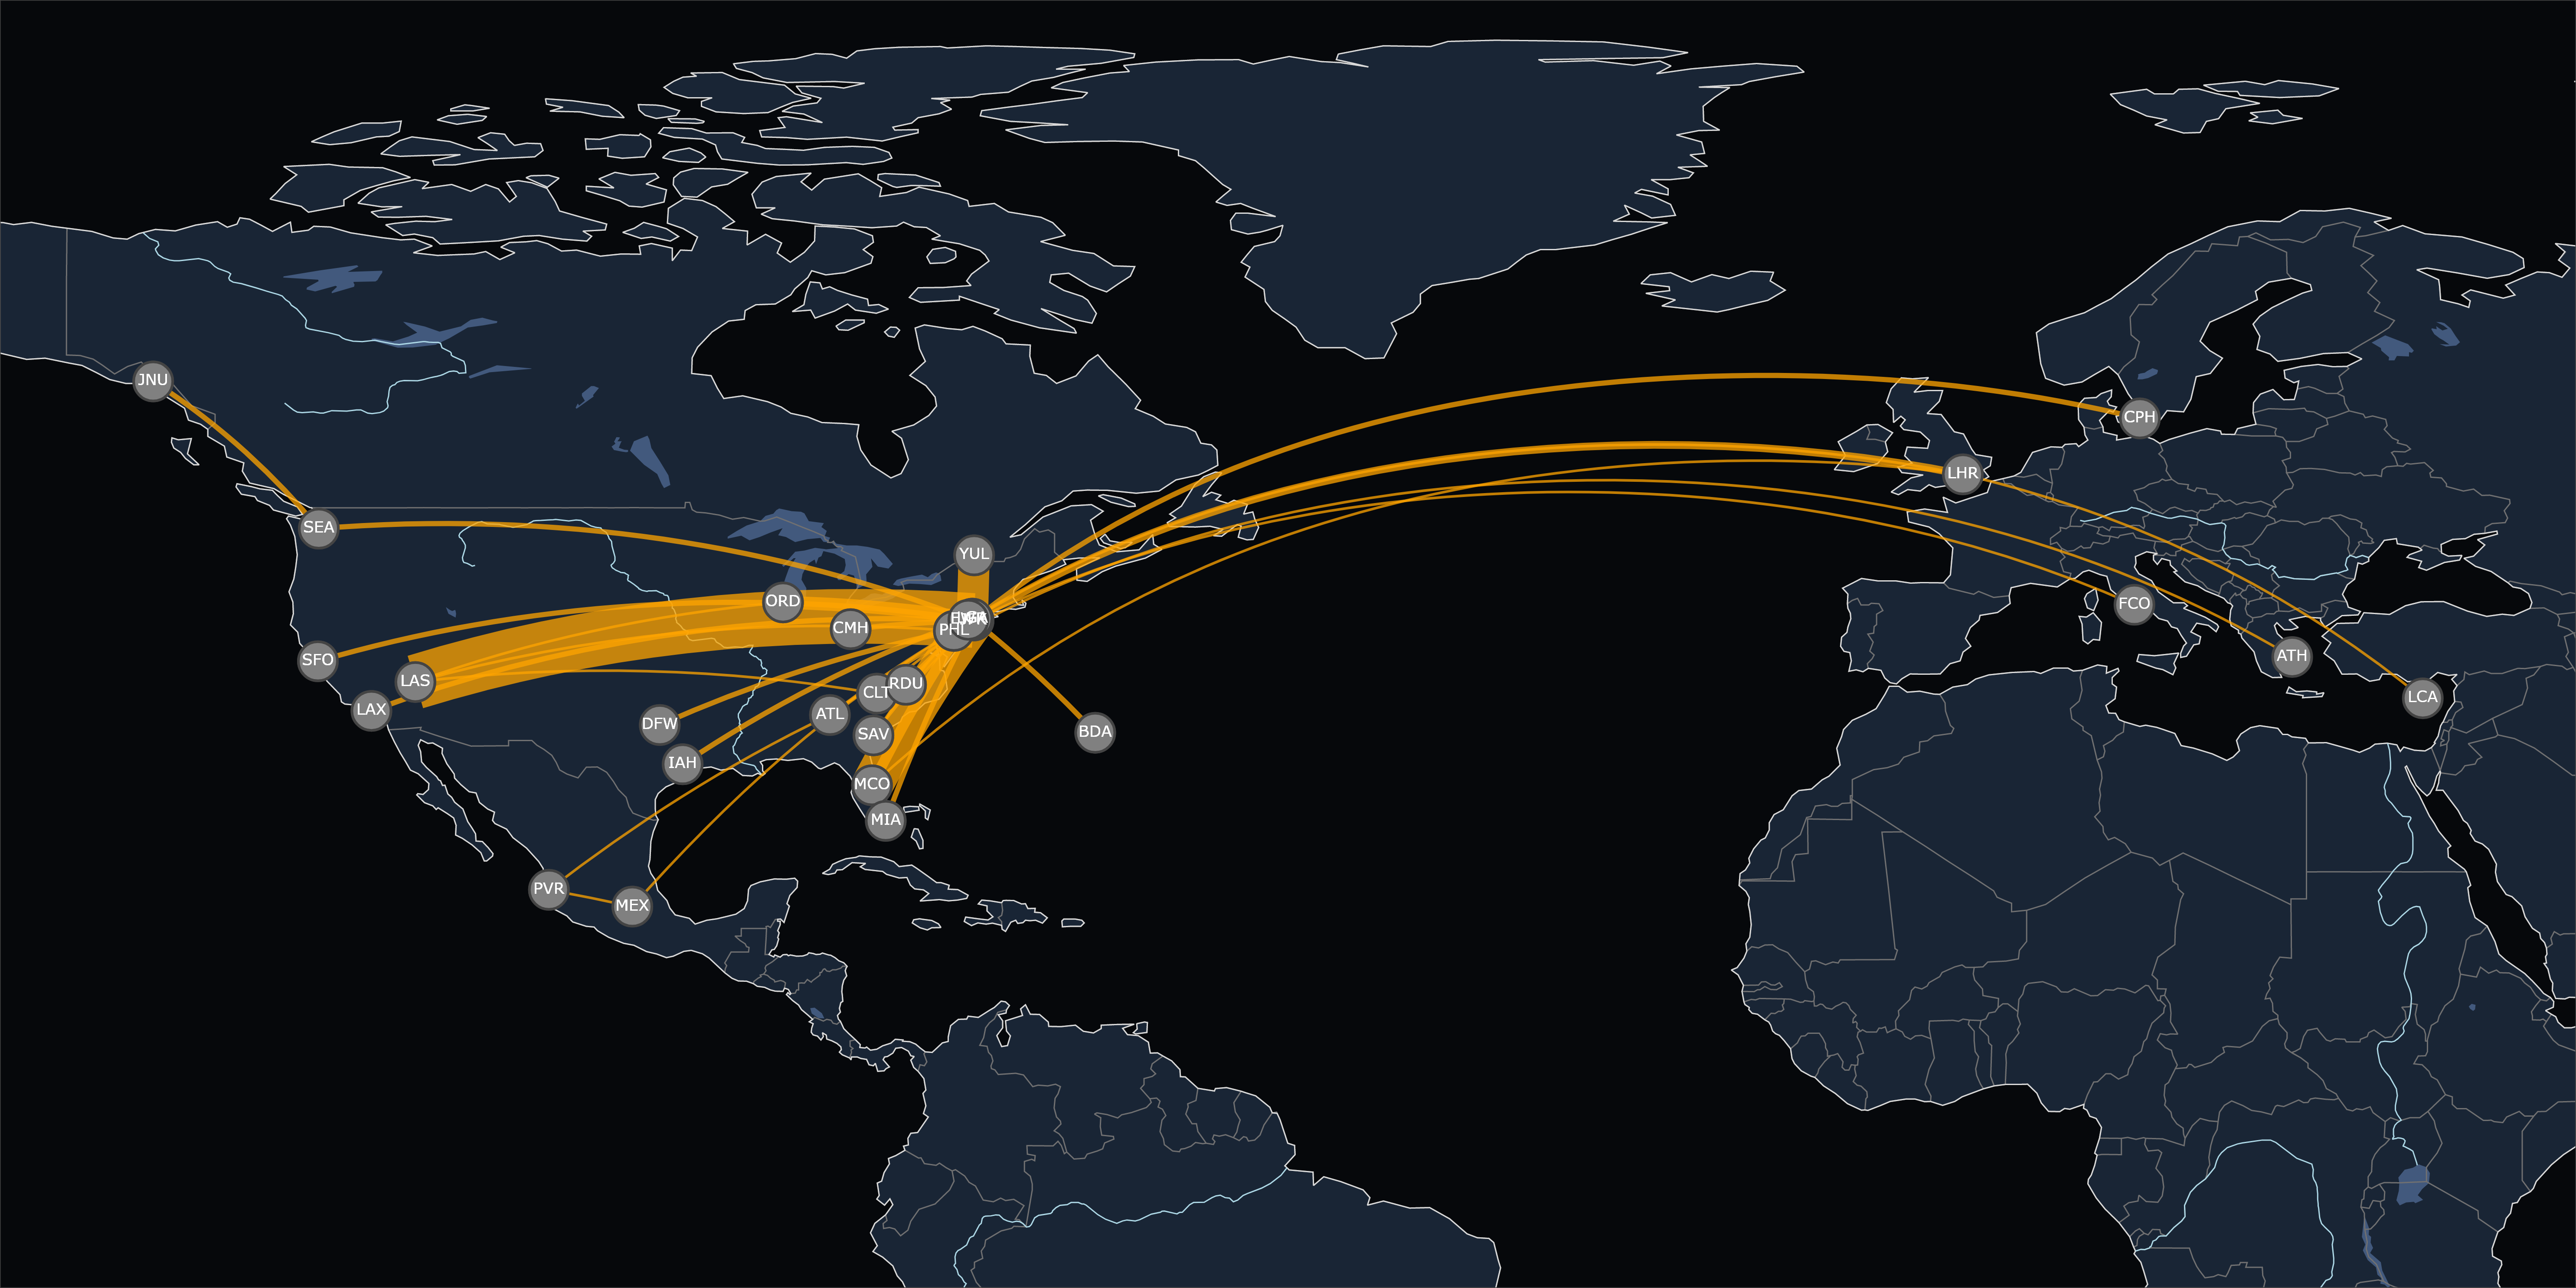 JNU
CPH
LHR
SEA
YUL
ORD
FCO
CMH
PHL
ATH
SFO
LAS
RDU
CLT
LCA
LAX
ATL
DFW
BDA
SAV
IAH
MCO
MIA
PVR
MEX